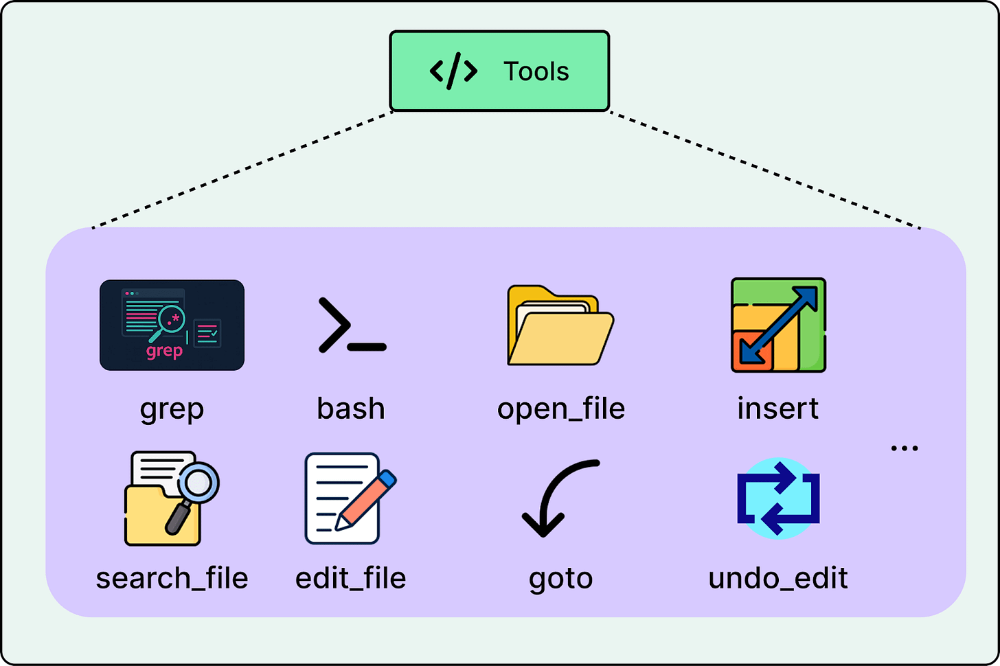 </> Tools
.*
grep
grep bash open_file insert
...
search_file edit_file goto undo_edit